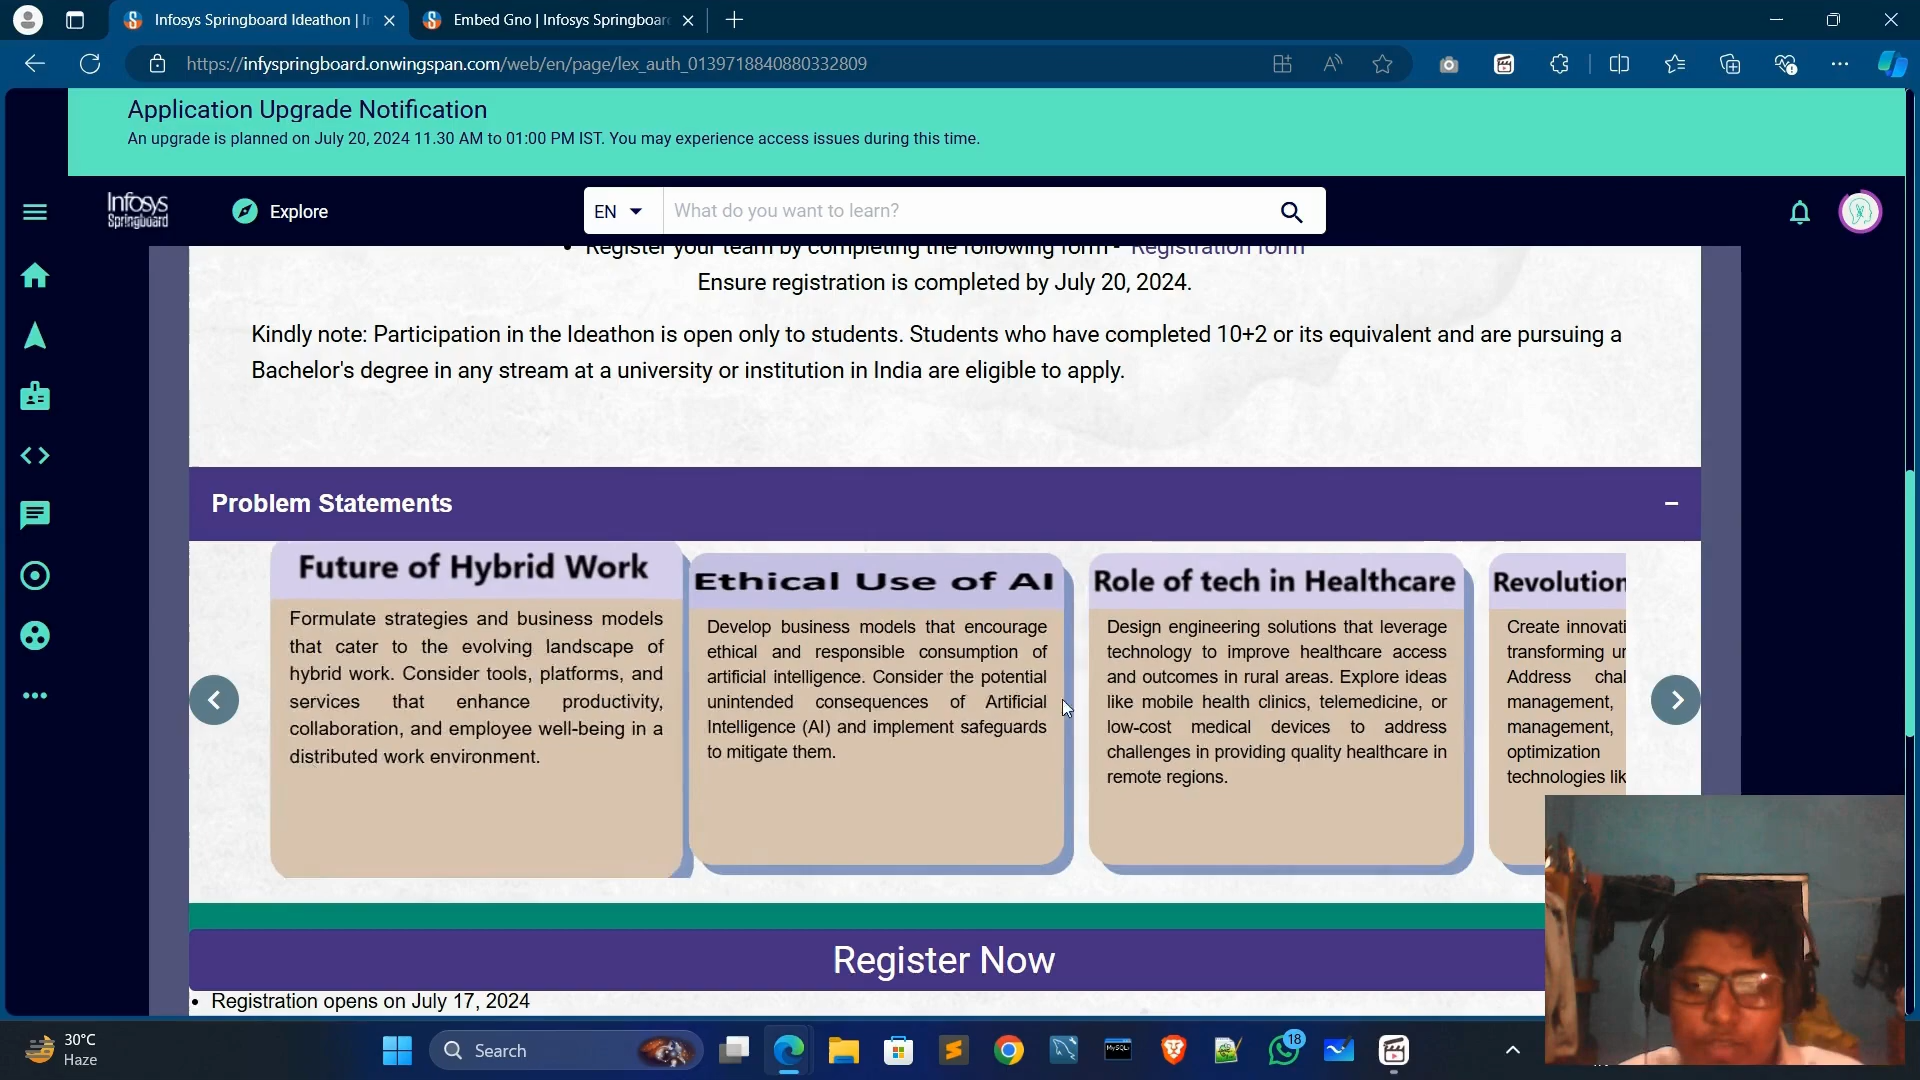 Infosys Springboard Ideathon | In
Embed Gno | Infosys Springboar
https://infyspringboard.onwingspan.com/web/en/page/lex_auth_0139718840880332809
Application Upgrade Notification
An upgrade is planned on July 20, 2024 11.30 AM to 01:00 PM IST. You may experience access issues during this time.
Infosys
Springboard
Explore
EN
What do you want to learn?
Register your team by completing the following form - Registration form
Ensure registration is completed by July 20, 2024.
Kindly note: Participation in the Ideathon is open only to students. Students who have completed 10+2 or its equivalent and are pursuing a
Bachelor's degree in any stream at a university or institution in India are eligible to apply.
Problem Statements
Future of Hybrid Work
Formulate strategies and business models
that cater to the evolving landscape of
hybrid work. Consider tools, platforms, and
services that enhance productivity,
collaboration, and employee well-being in a
distributed work environment.
Ethical Use of AI
Develop business models that encourage
ethical and responsible consumption of
artificial intelligence. Consider the potential
unintended consequences of Artificial
Intelligence (AI) and implement safeguards
to mitigate them.
Role of tech in Healthcare
Design engineering solutions that leverage
technology to improve healthcare access
and outcomes in rural areas. Explore ideas
like mobile health clinics, telemedicine, or
low-cost medical devices to address
challenges in providing quality healthcare in
remote regions.
Revolution
Create innovati
transforming ur
Address chal
management,
management,
optimization
technologies lik
Register Now
Registration opens on July 17, 2024
30°C
Haze
Search
MySQL
18